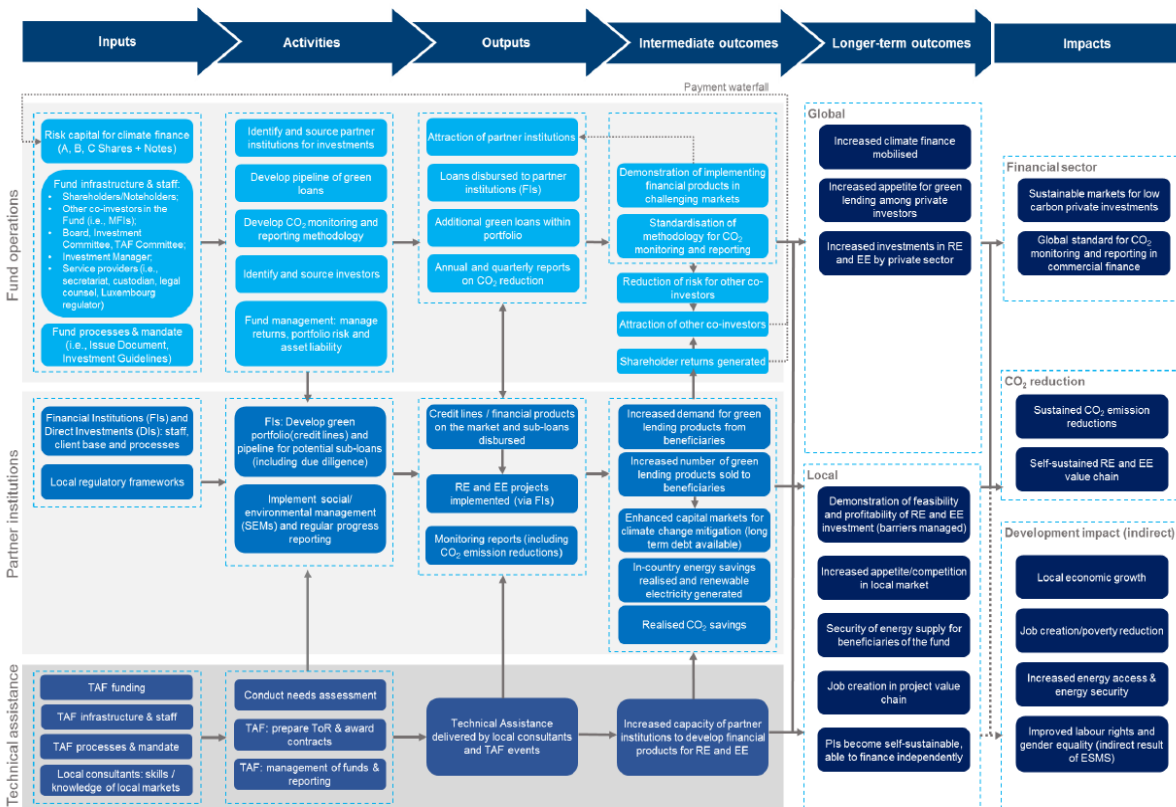 Inputs
Activities
Outputs
Intermediate outcomes
Longer-term outcomes
Impacts
Payment waterfall
Fund operations
Risk capital for climate finance
(A, B, C Shares + Notes)
Fund infrastructure & staff:
• Shareholders/Noteholders;
• Other co-investors in
the Fund (i.e., MFIs);
• Board, Investment
Committee, TAF Committee;
• Investment Manager;
• Service providers (i.e.,
secretariat, custodian, legal
counsel, Luxembourg
regulator)
Fund processes & mandate
(i.e., Issue Document,
Investment Guidelines)
Identify and source partner
institutions for investments
Develop pipeline of green
loans
Develop CO₂ monitoring and
reporting methodology
Identify and source investors
Fund management: manage
returns, portfolio risk and
asset liability
Attraction of partner institutions
Loans disbursed to partner
institutions (FIs)
Additional green loans within
portfolio
Annual and quarterly reports
on CO₂ reduction
Demonstration of implementing
financial products in
challenging markets
Standardisation of
methodology for CO₂
monitoring and reporting
Reduction of risk for other co-
investors
Attraction of other co-investors
Shareholder returns generated
Global
Increased climate finance
mobilised
Increased appetite for green
lending among private
investors
Increased investments in RE
and EE by private sector
Financial sector
Sustainable markets for low
carbon private investments
Global standard for CO₂
monitoring and reporting in
commercial finance
Partner institutions
Financial Institutions (FIs) and
Direct Investments (DIs): staff,
client base and processes
Local regulatory frameworks
FIs: Develop green
portfolio(credit lines) and
pipeline for potential sub-loans
(including due diligence)
Implement social/
environmental management
(SEMs) and regular progress
reporting
Credit lines / financial products
on the market and sub-loans
disbursed
RE and EE projects
implemented (via FIs)
Monitoring reports (including
CO₂ emission reductions)
Increased demand for green
lending products from
beneficiaries
Increased number of green
lending products sold to
beneficiaries
Enhanced capital markets for
climate change mitigation (long
term debt available)
In-country energy savings
realised and renewable
electricity generated
Realised CO₂ savings
Local
Demonstration of feasibility
and profitability of RE and EE
investment (barriers managed)
Increased appetite/competition
in local market
Security of energy supply for
beneficiaries of the fund
Job creation in project value
chain
PIs become self-sustainable,
able to finance independently
CO₂ reduction
Sustained CO₂ emission
reductions
Self-sustained RE and EE
value chain
Development impact (indirect)
Local economic growth
Job creation/poverty reduction
Increased energy access &
energy security
Improved labour rights and
gender equality (indirect result
of ESMS)
Technical assistance
TAF funding
TAF infrastructure & staff
TAF processes & mandate
Local consultants: skills /
knowledge of local markets
Conduct needs assessment
TAF: prepare ToR & award
contracts
TAF: management of funds &
reporting
Technical Assistance
delivered by local consultants
and TAF events
Increased capacity of partner
institutions to develop financial
products for RE and EE